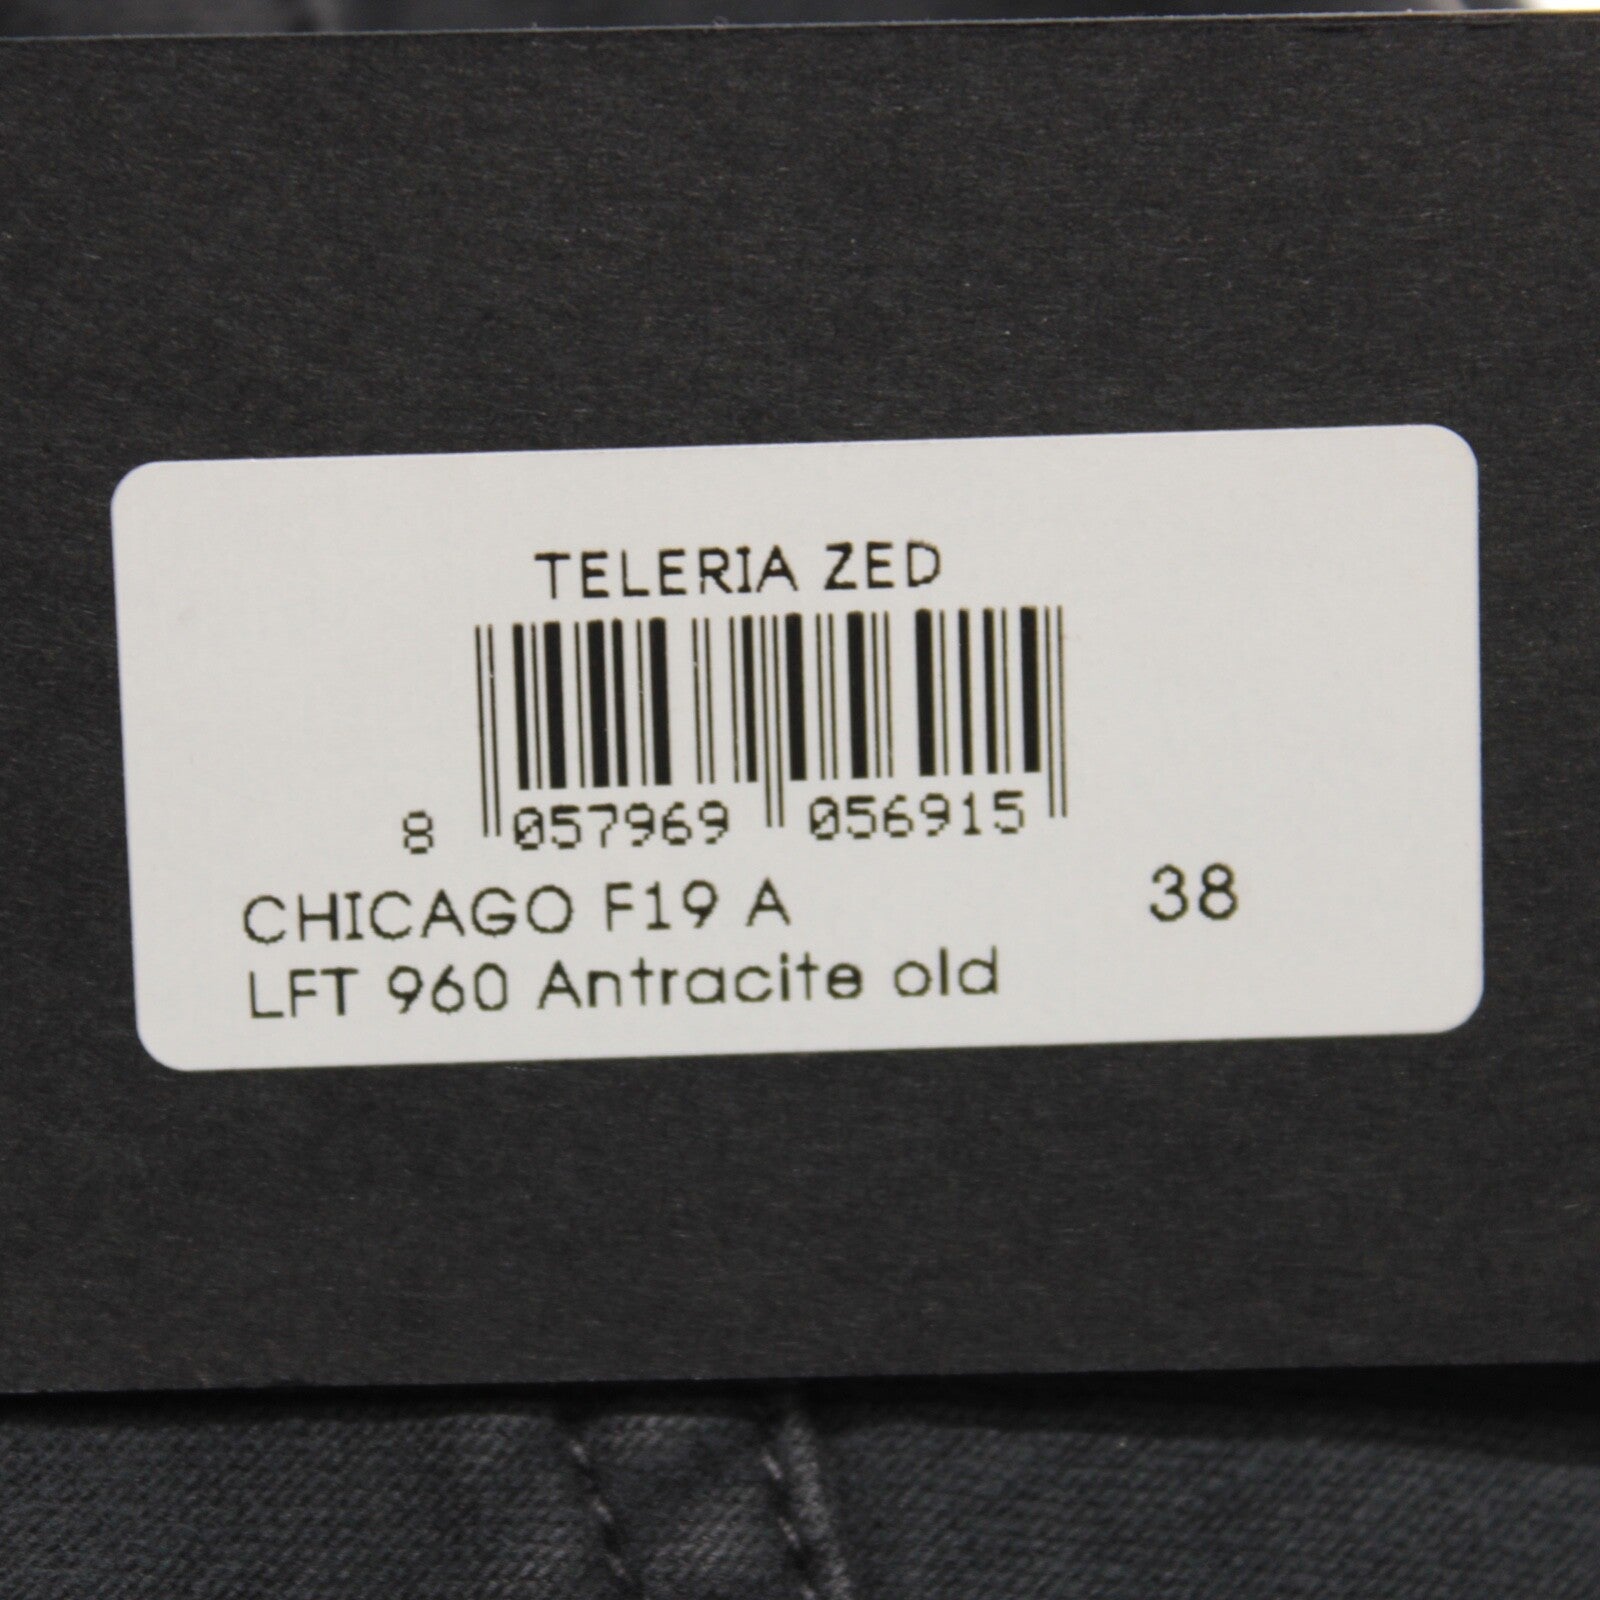 TELERIA ZED
8 057969 056915
CHICAGO F19 A 38
LFT 960 Antracite old